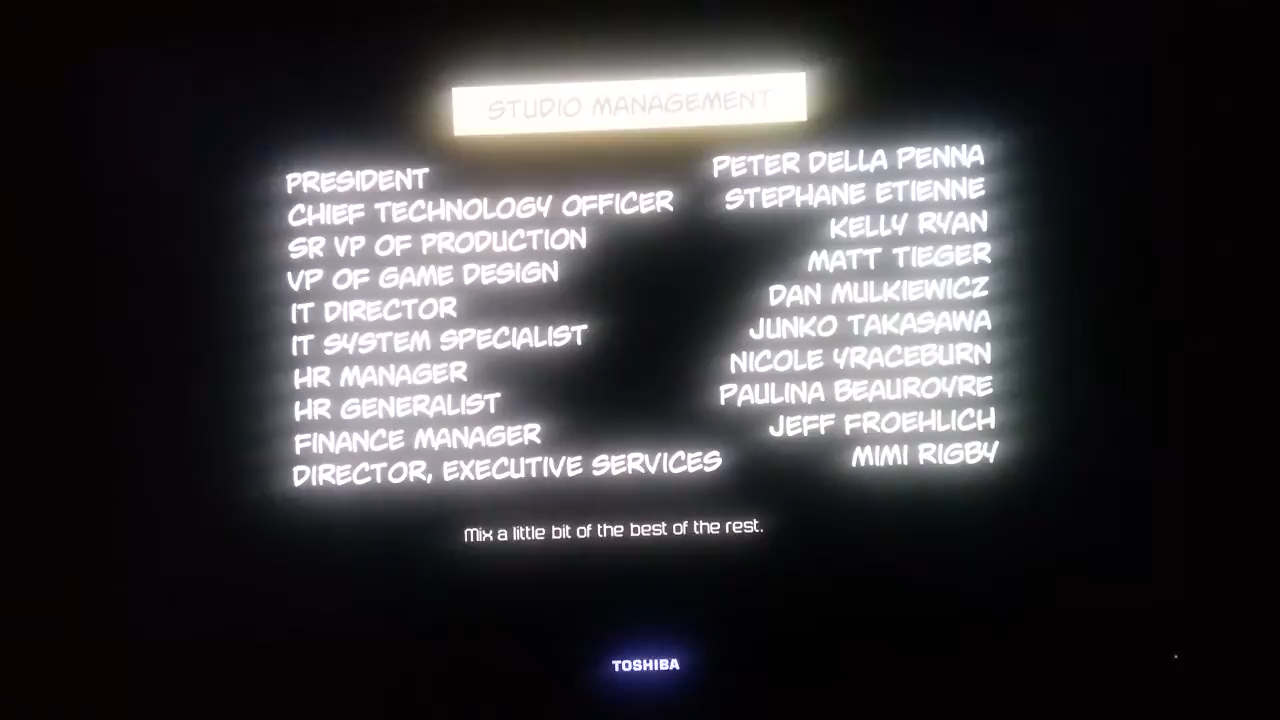 STUDIO MANAGEMENT
PRESIDENT PETER DELLA PENNA
CHIEF TECHNOLOGY OFFICER STEPHANE ETIENNE
SR VP OF PRODUCTION KELLY RYAN
VP OF GAME DESIGN MATT TIEGER
IT DIRECTOR DAN MULKIEWICZ
IT SYSTEM SPECIALIST JUNKO TAKASAWA
HR MANAGER NICOLE YRACEBURN
HR GENERALIST PAULINA BEAUROYRE
FINANCE MANAGER JEFF FROEHLICH
DIRECTOR, EXECUTIVE SERVICES MIMI RIGBY
Mix a little bit of the best of the rest.
TOSHIBA